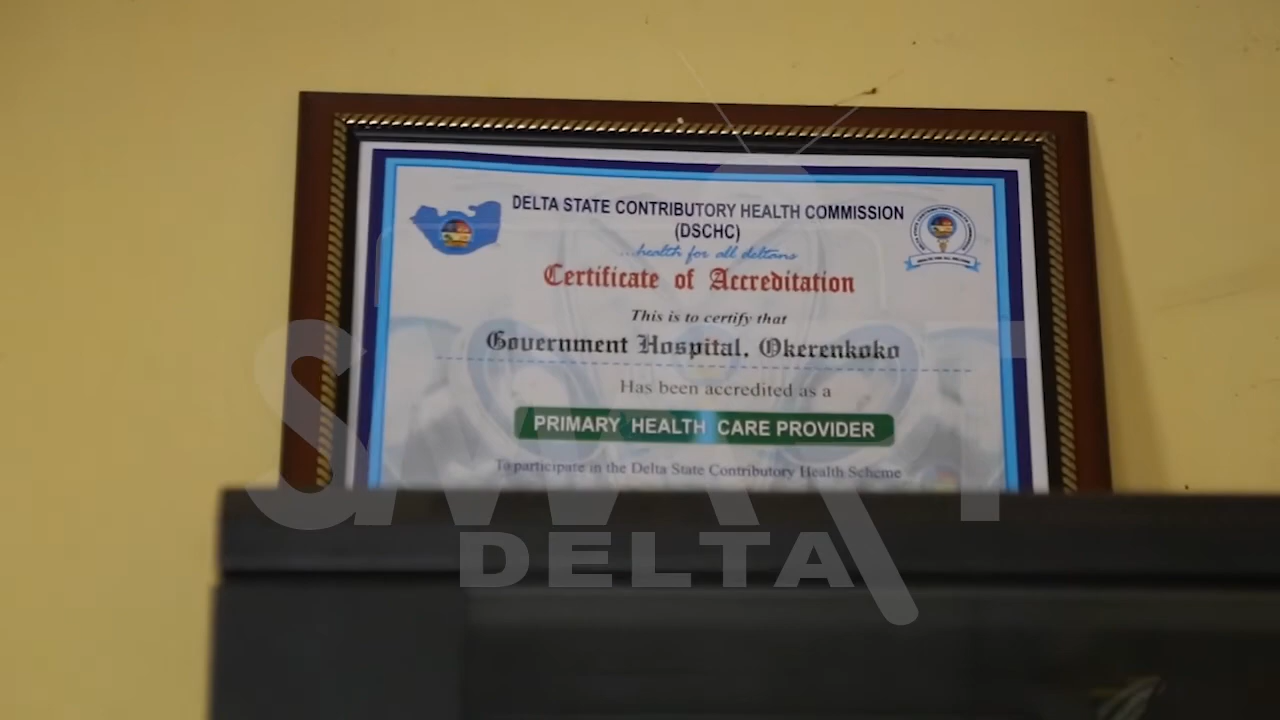 DELTA STATE CONTRIBUTORY HEALTH COMMISSION
(DSCHC)
...health for all deltans
Certificate of Accreditation
This is to certify that
Government Hospital, Okerenkoko
Has been accredited as a
PRIMARY HEALTH CARE PROVIDER
To participate in the Delta State Contributory Health Scheme
SMART
DELTA